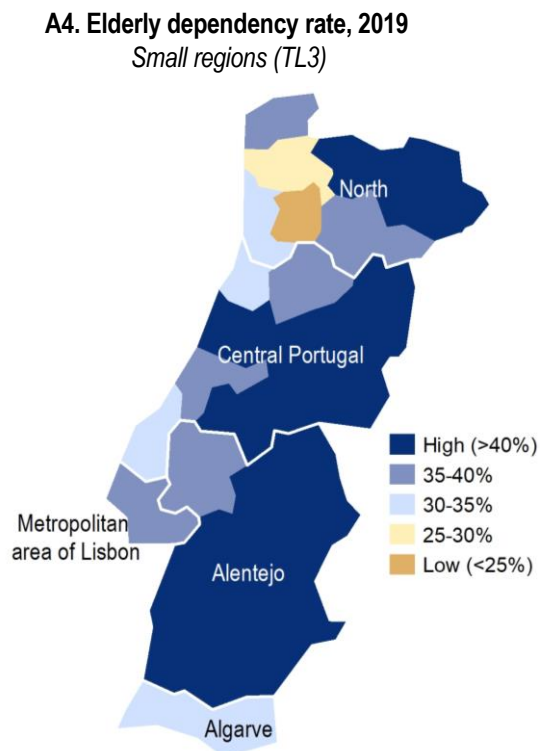 A4. Elderly dependency rate, 2019
Small regions (TL3)
North
Central Portugal
High (>40%)
35-40%
30-35%
25-30%
Low (<25%)
Metropolitan
area of Lisbon
Alentejo
Algarve